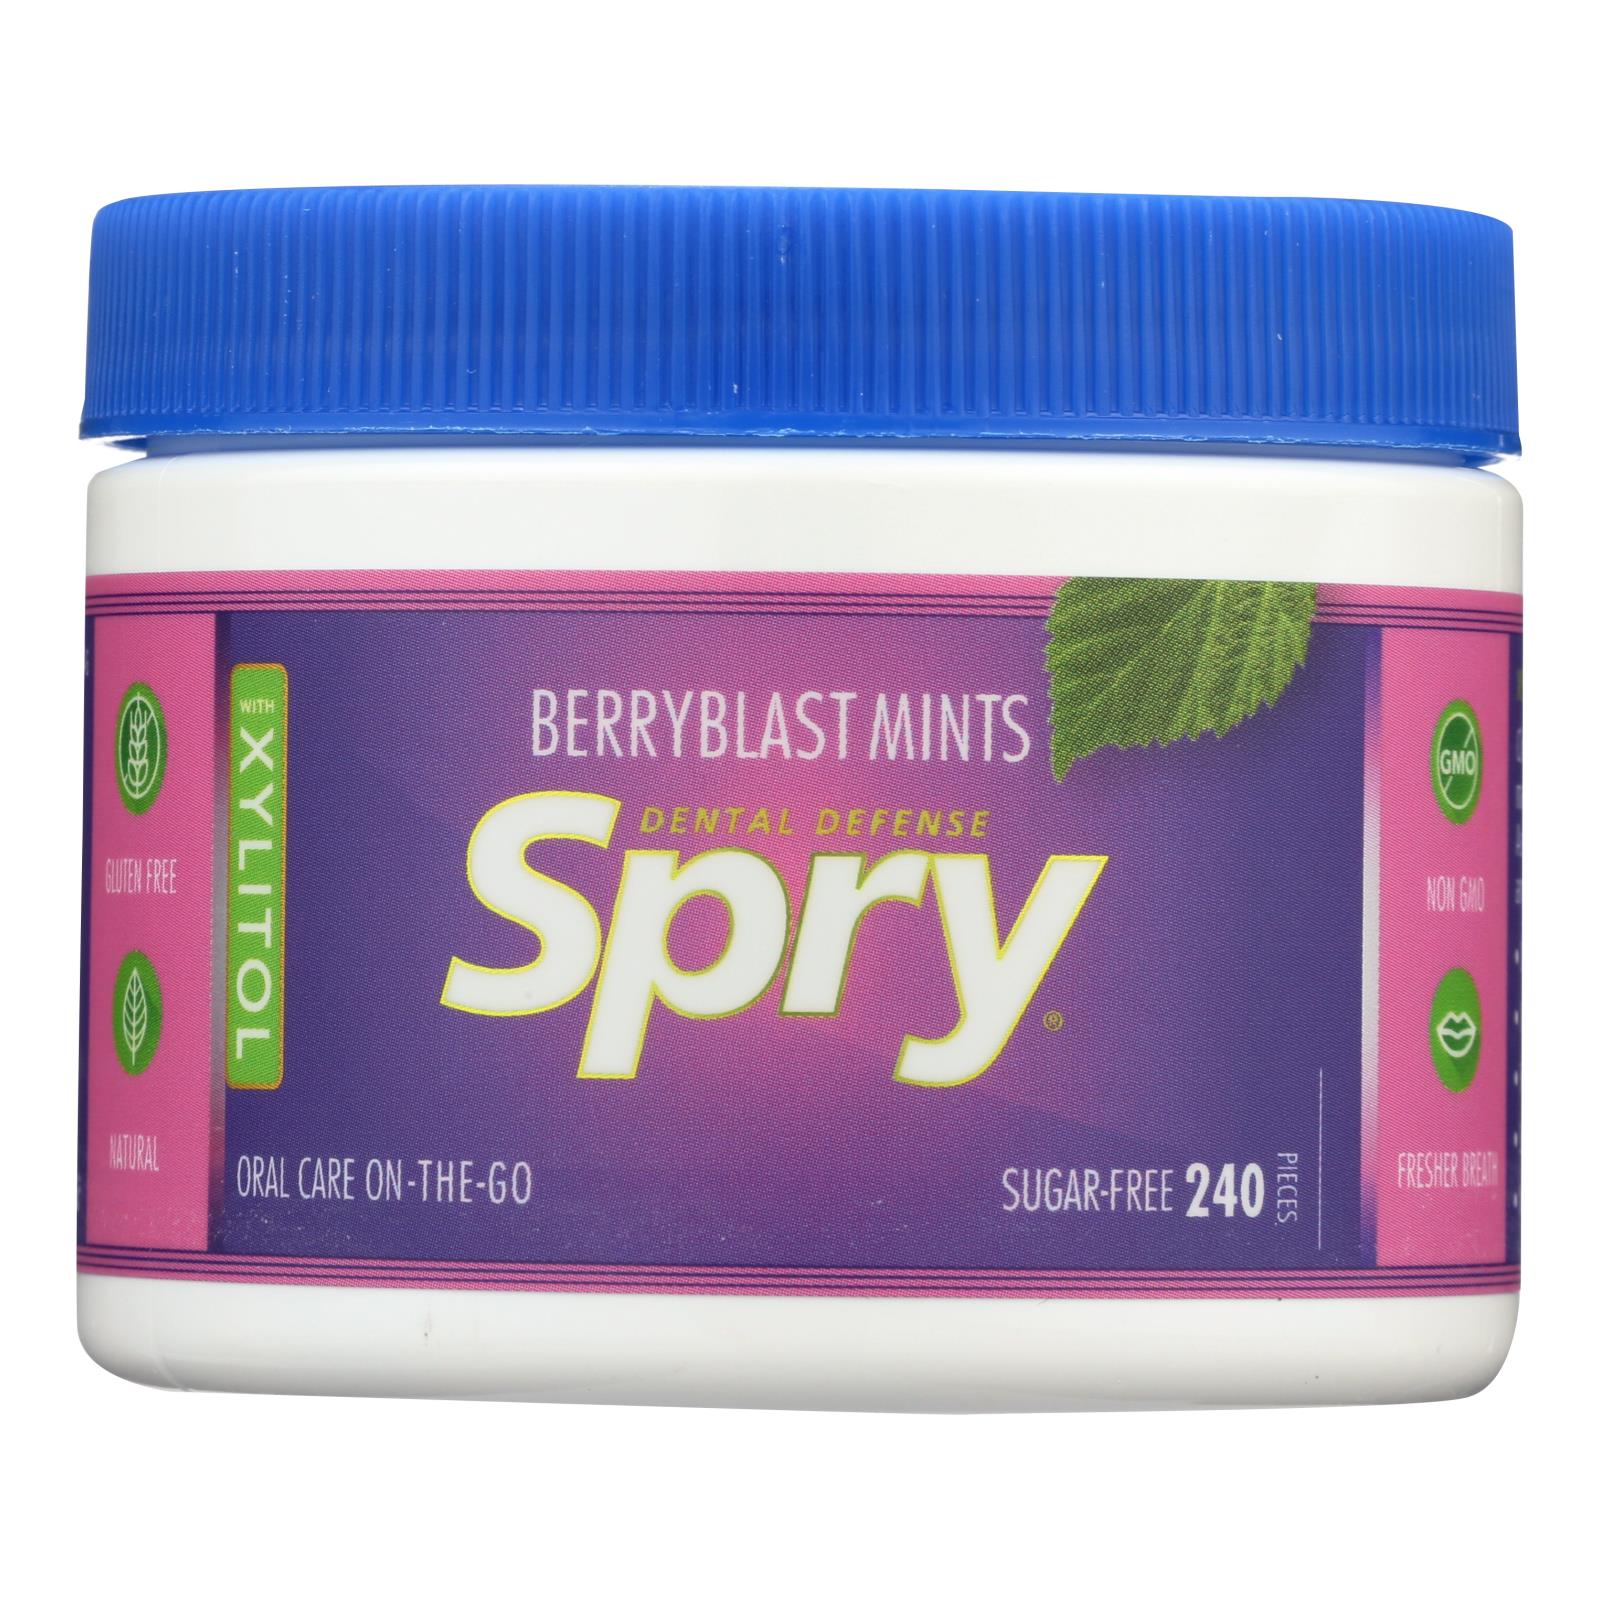 BERRYBLAST MINTS
DENTAL DEFENSE
Spry®
WITH XYLITOL
GLUTEN FREE
NATURAL
GMO
NON GMO
FRESHER BREATH
ORAL CARE ON-THE-GO
SUGAR-FREE 240 PIECES